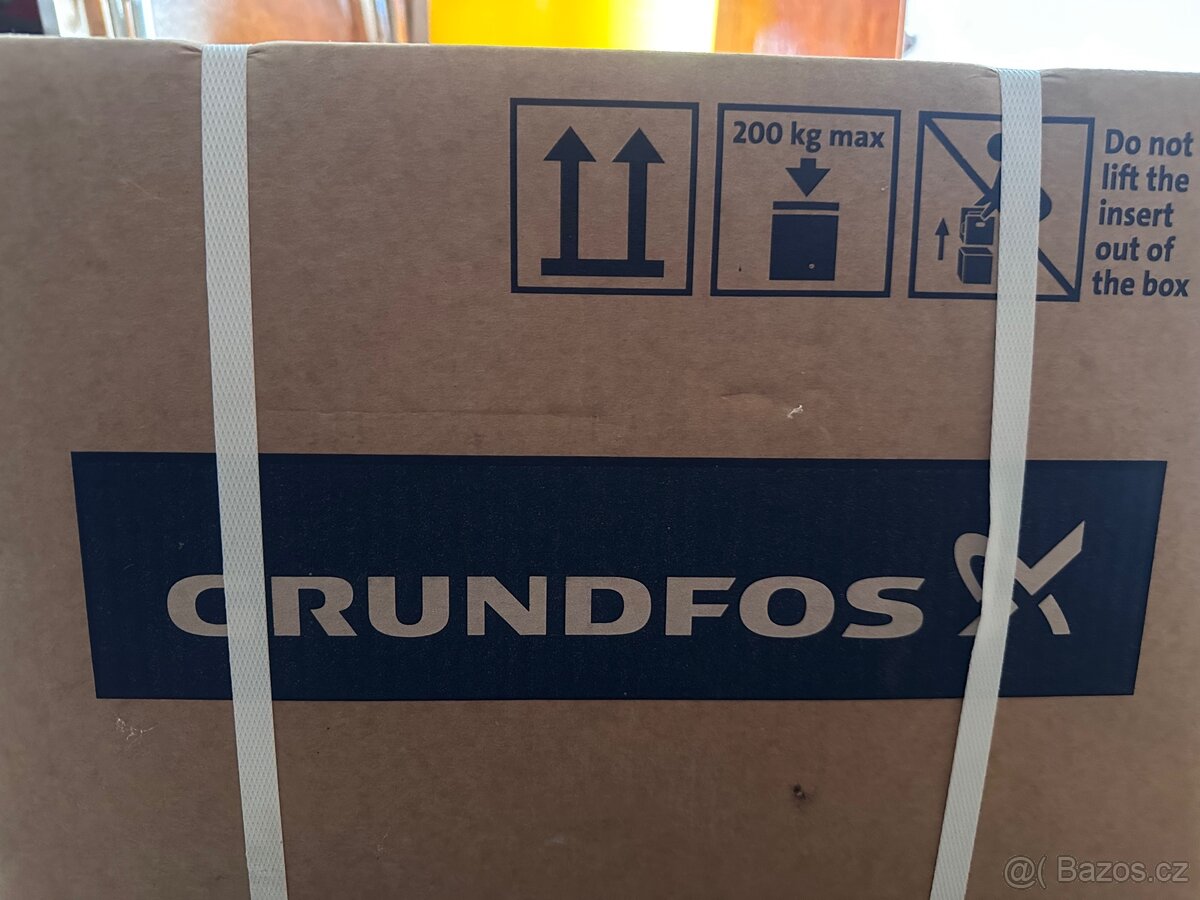 200 kg max
Do not
lift the
insert
out of
the box
GRUNDFOS
@( Bazos.cz